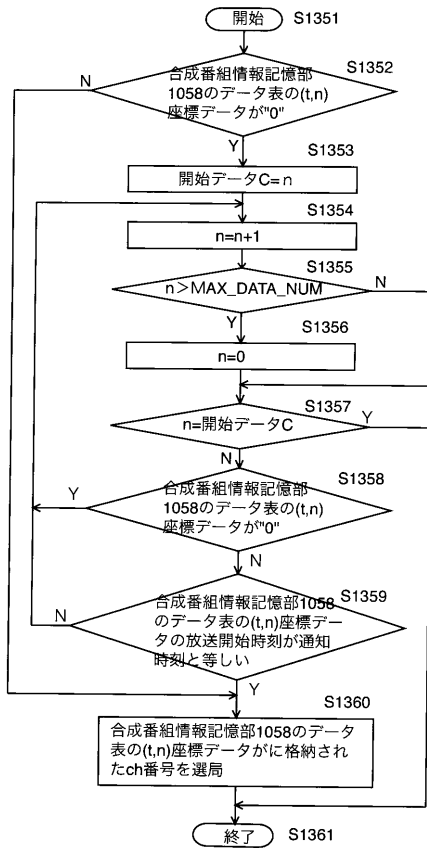 開始
S1351
S1352
N
合成番組情報記憶部
1058のデータ表の(t,n)
座標データが"0"
Y
S1353
開始データC=n
S1354
n=n+1
S1355
n>MAX_DATA_NUM
N
Y
S1356
n=0
S1357
n=開始データC
Y
N
S1358
Y
合成番組情報記憶部
1058のデータ表の(t,n)
座標データが"0"
N
S1359
N
合成番組情報記憶部1058
のデータ表の(t,n)座標デー
タの放送開始時刻が通知
時刻と等しい
Y
S1360
合成番組情報記憶部1058のデータ
表の(t,n)座標データがに格納され
たch番号を選局
終了
S1361